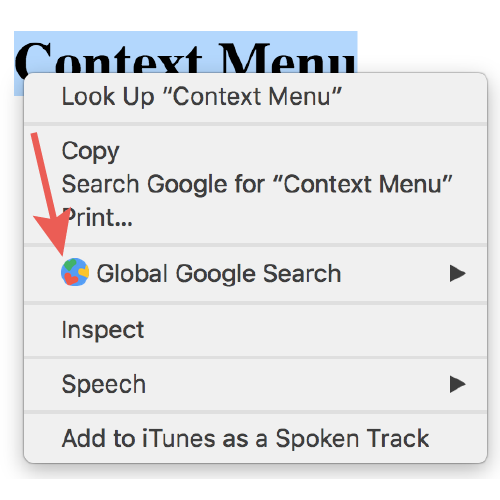 Context Menu
Look Up “Context Menu”
Copy
Search Google for “Context Menu”
Print...
Global Google Search
Inspect
Speech
Add to iTunes as a Spoken Track